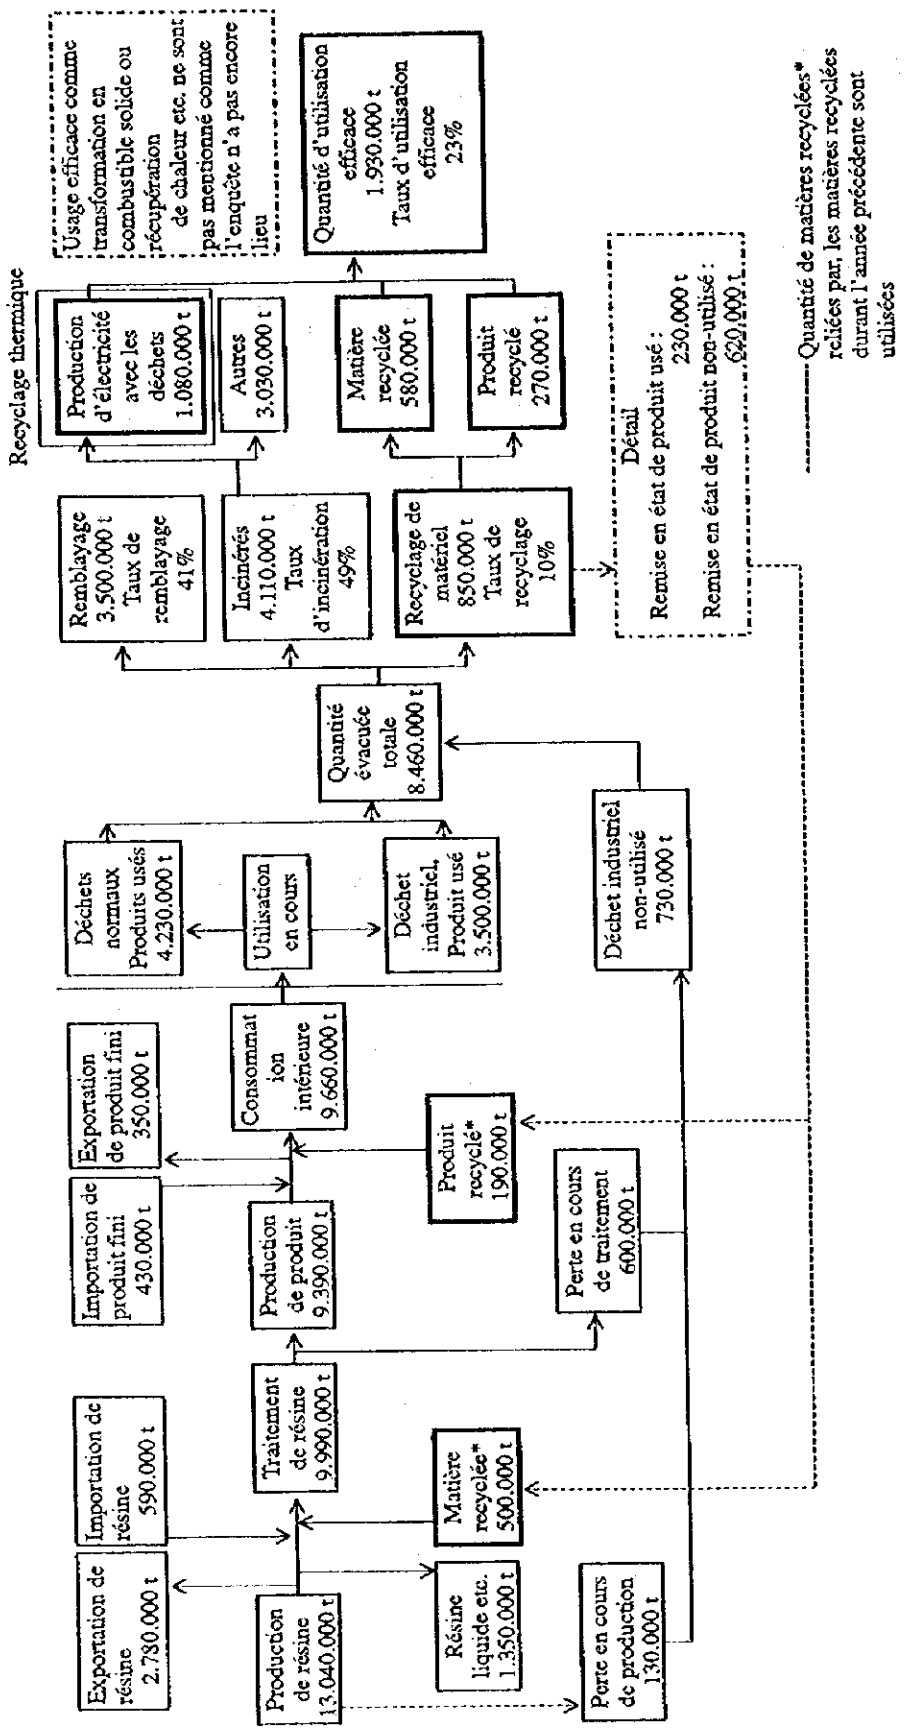 Exportation de
résine
2.780.000 t
Importation de
résine
590.000 t
Production
de résine
13.040.000 t
Résine
liquide etc.
1.350.000 t
Matière
recyclée*
500.000 t
Perte en cours
de production
130.000 t
Traitement
de résine
9.990.000 t
Importation de
produit fini
430.000 t
Exportation
de produit fini
350.000 t
Production
de produit
9.390.000 t
Produit
recyclé*
190.000 t
Perte en cours
de traitement
600.000 t
Consommat
ion
intérieure
9.660.000 t
Déchets
normaux
Produits usés
4.230.000 t
Utilisation
en cours
Déchet
industriel,
Produit usé
3.500.000 t
Déchet industriel
non-utilisé
730.000 t
Quantité
évacuée
totale
8.460.000 t
Remblayage
3.500.000 t
Taux de
remblayage
41%
Incinérés
4.110.000 t
Taux
d'incinération
49%
Recyclage de
matériel
850.000 t
Taux de
recyclage
10%
Recyclage thermique
Production
d'électricité
avec les
déchets
1.080.000 t
Autres
3.030.000 t
Matière
recyclée
580.000 t
Produit
recyclé
270.000 t
Détail
Remise en état de produit usé :
230.000 t
Remise en état de produit non-utilisé :
620.000 t
Usage efficace comme
transformation en
combustible solide ou
récupération
de chaleur etc. ne sont
pas mentionné comme
l'enquête n'a pas encore
lieu
Quantité d'utilisation
efficace
1.930.000 t
Taux d'utilisation
efficace
23%
Quantité de matières recyclées*
reliées par, les matières recyclées
durant l'année précédente sont
utilisées